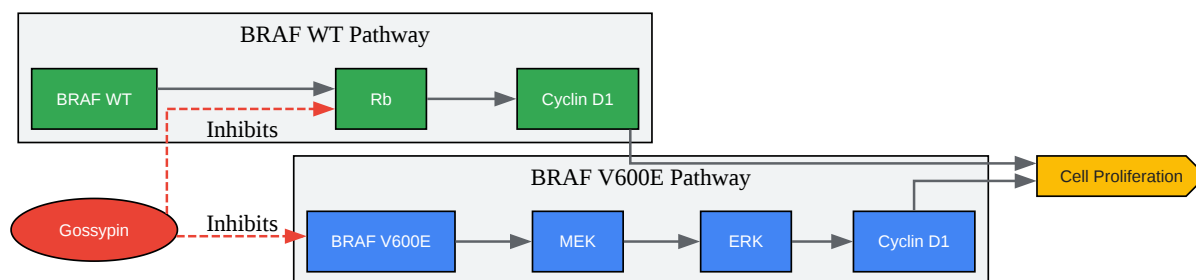 BRAF WT Pathway
BRAF WT
Rb
Cyclin D1
Inhibits
BRAF V600E Pathway
Cell Proliferation
Gossypin
Inhibits
BRAF V600E
MEK
ERK
Cyclin D1